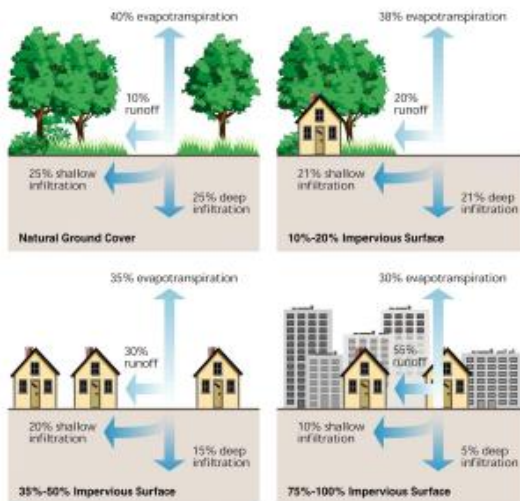 40% evapotranspiration
10%
runoff
25% shallow
infiltration
25% deep
infiltration
Natural Ground Cover
38% evapotranspiration
20%
runoff
21% shallow
infiltration
21% deep
infiltration
10%-20% Impervious Surface
35% evapotranspiration
30%
runoff
20% shallow
infiltration
15% deep
infiltration
35%-50% Impervious Surface
30% evapotranspiration
55%
runoff
10% shallow
infiltration
5% deep
infiltration
75%-100% Impervious Surface